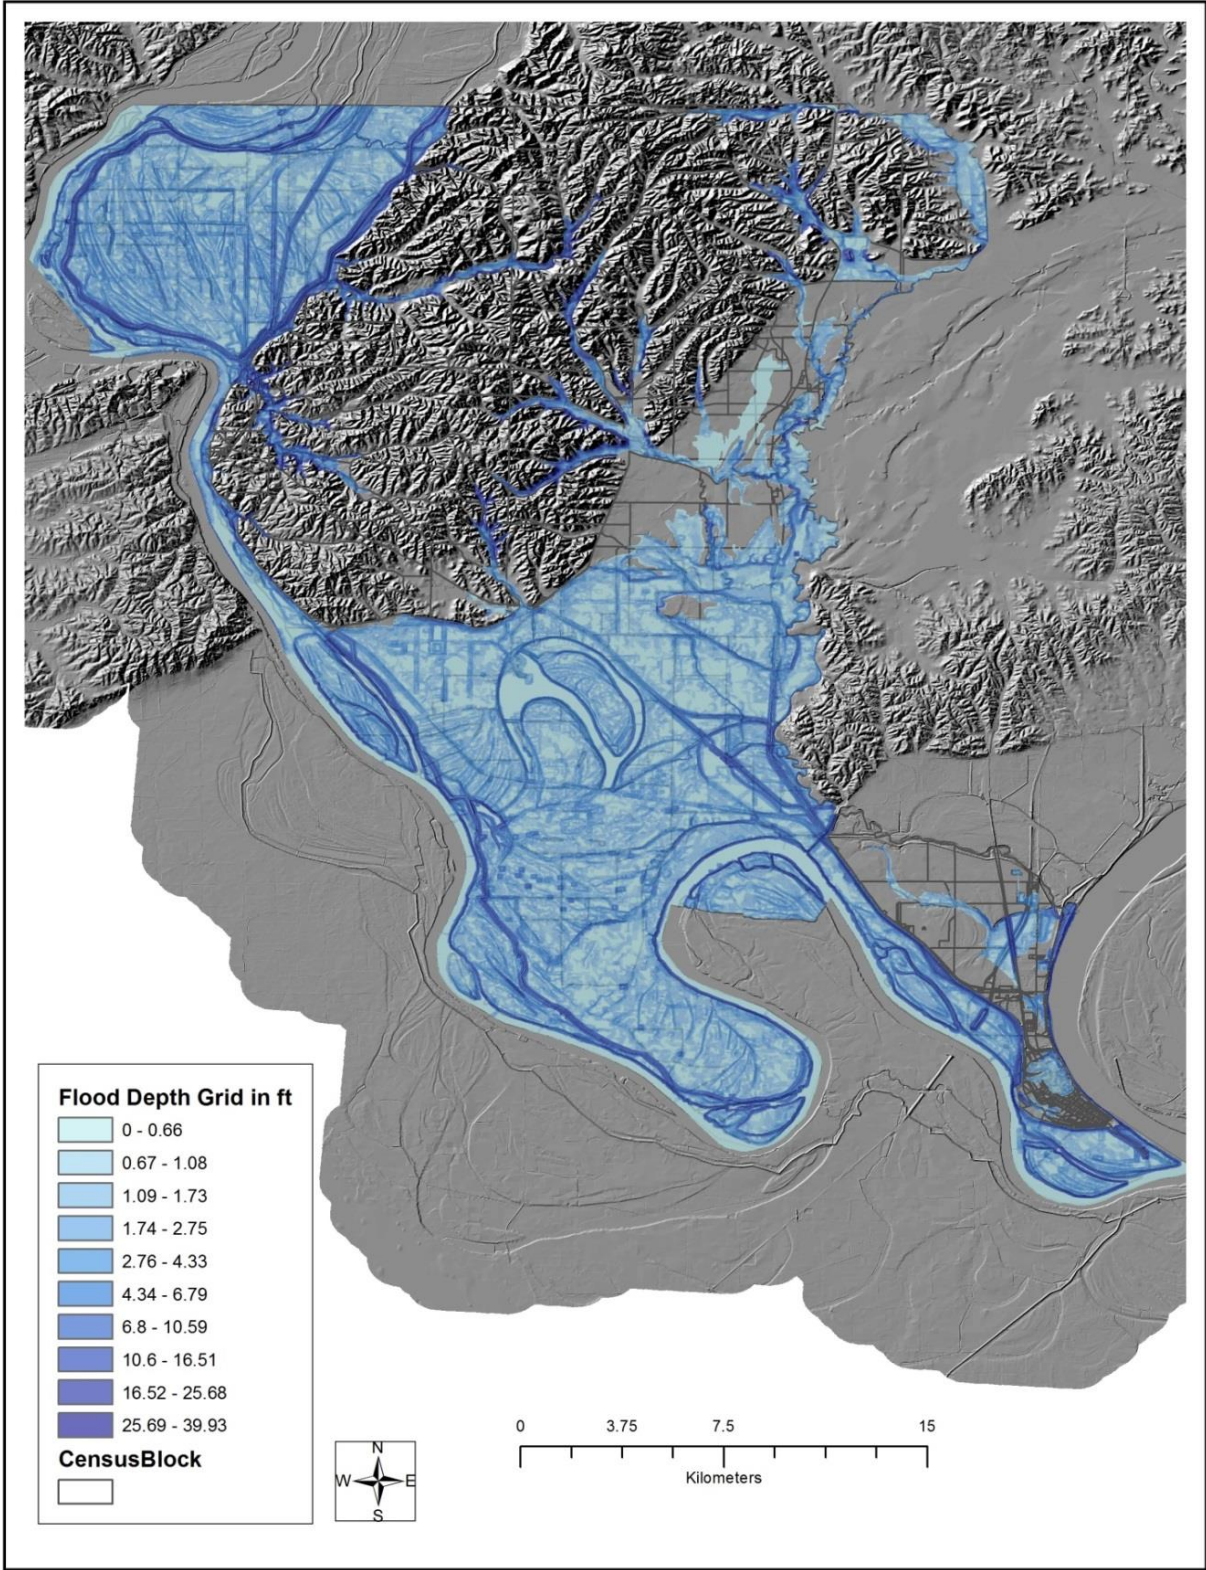 Flood Depth Grid in ft
0 - 0.66
0.67 - 1.08
1.09 - 1.73
1.74 - 2.75
2.76 - 4.33
4.34 - 6.79
6.8 - 10.59
10.6 - 16.51
16.52 - 25.68
25.69 - 39.93
CensusBlock
N
W E
S
0 3.75 7.5 15
Kilometers